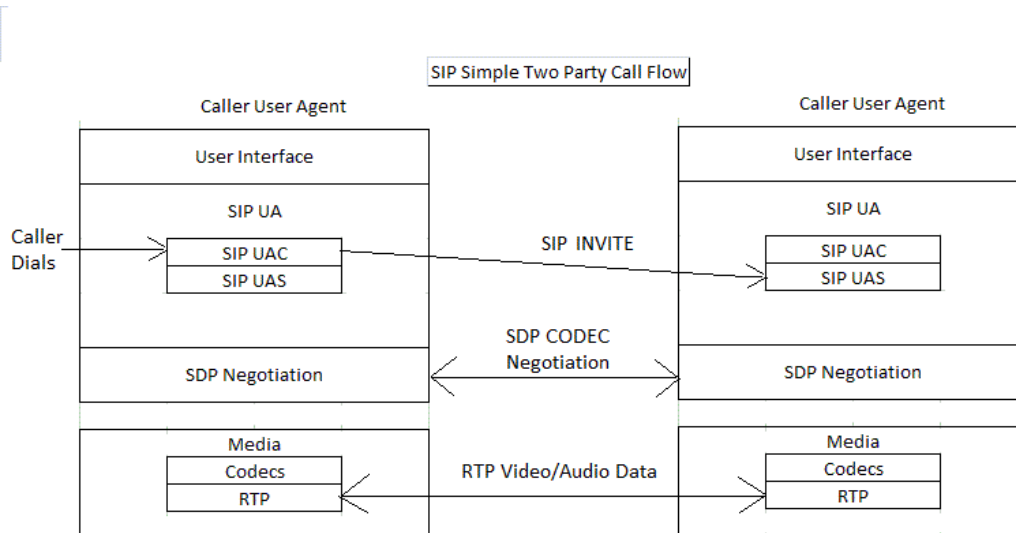 SIP Simple Two Party Call Flow
Caller User Agent
Caller User Agent
User Interface
User Interface
SIP UA
SIP UA
Caller
Dials
SIP UAC
SIP UAS
SIP INVITE
SIP UAC
SIP UAS
SDP CODEC
Negotiation
SDP Negotiation
SDP Negotiation
Media
Codecs
RTP
RTP Video/Audio Data
Media
Codecs
RTP